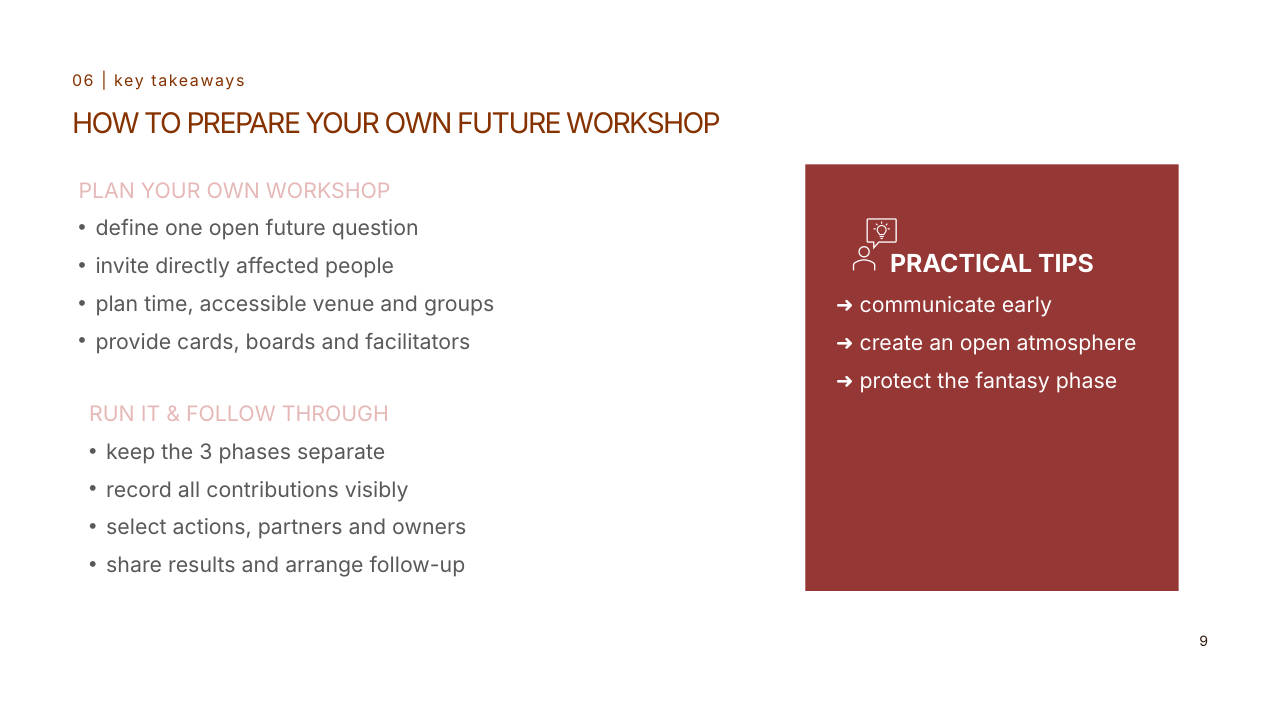 06 | key takeaways
HOW TO PREPARE YOUR OWN FUTURE WORKSHOP
PLAN YOUR OWN WORKSHOP
• define one open future question
• invite directly affected people
• plan time, accessible venue and groups
• provide cards, boards and facilitators
RUN IT & FOLLOW THROUGH
• keep the 3 phases separate
• record all contributions visibly
• select actions, partners and owners
• share results and arrange follow-up
PRACTICAL TIPS
➔ communicate early
➔ create an open atmosphere
➔ protect the fantasy phase
9